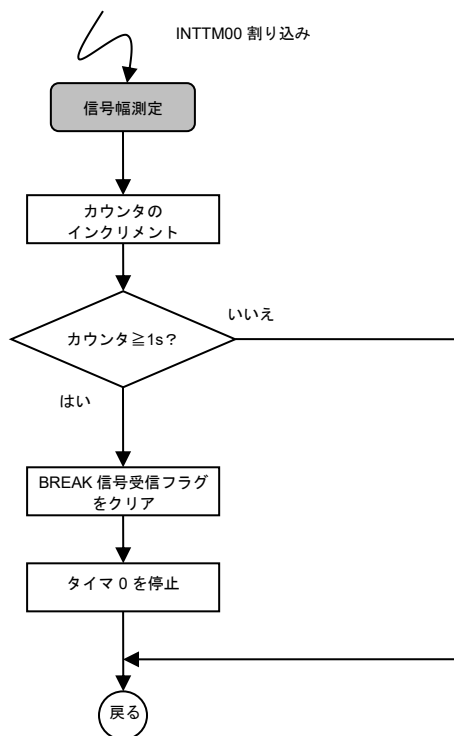 INTTM00 割り込み
信号幅測定
カウンタの
インクリメント
カウンタ≧1s？
いいえ
はい
BREAK 信号受信フラグ
をクリア
タイマ 0 を停止
戻る